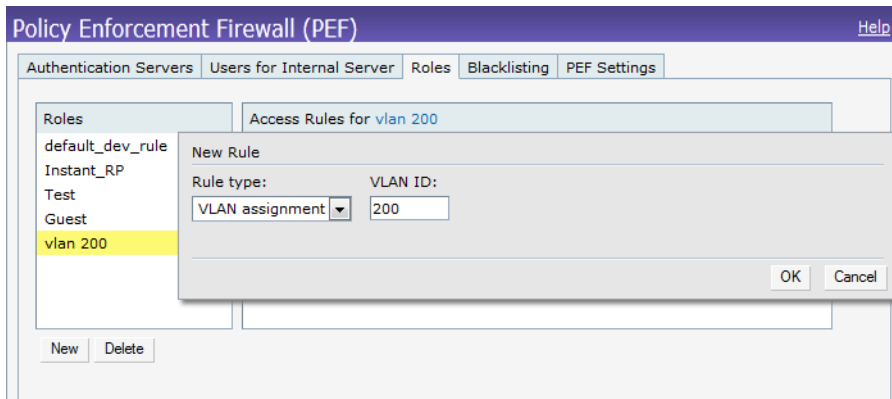 Policy Enforcement Firewall (PEF)
Help
Authentication Servers Users for Internal Server Roles Blacklisting PEF Settings
Roles
Access Rules for vlan 200
default_dev_rule
Instant_RP
Test
Guest
vlan 200
New Rule
Rule type: VLAN ID:
VLAN assignment 200
OK Cancel
New Delete